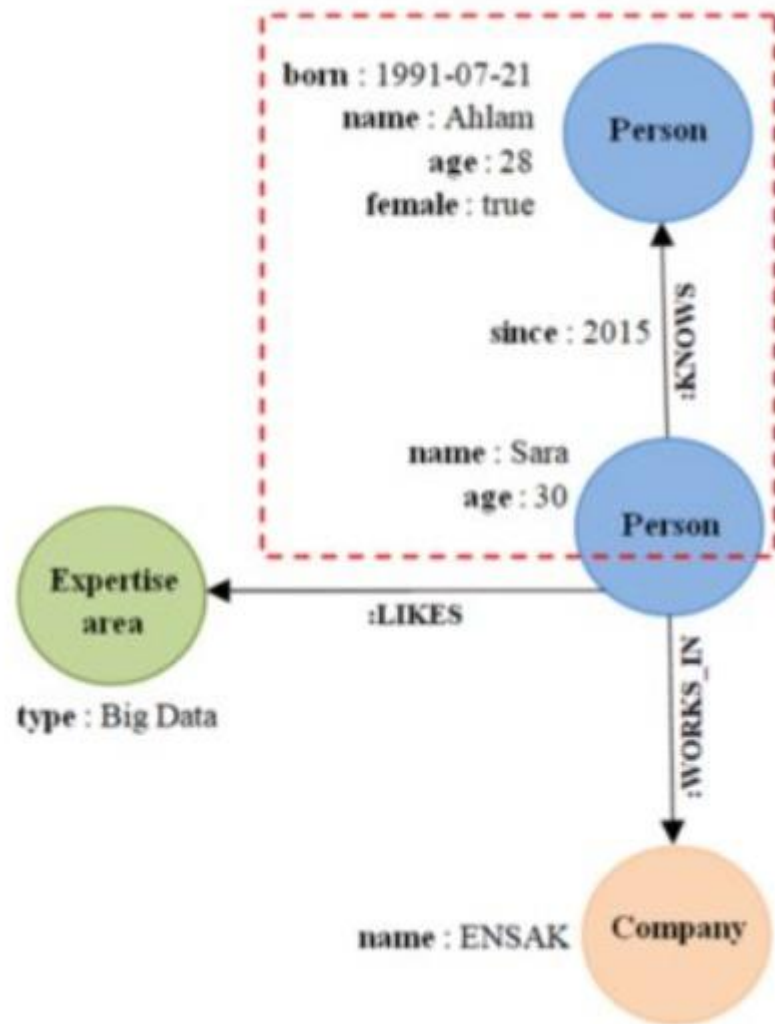 born : 1991-07-21
name : Ahlam
age : 28
female : true
Person
since : 2015
:KNOWS
name : Sara
age : 30
Person
Expertise
area
:LIKES
type : Big Data
:WORKS_IN
name : ENSAK
Company